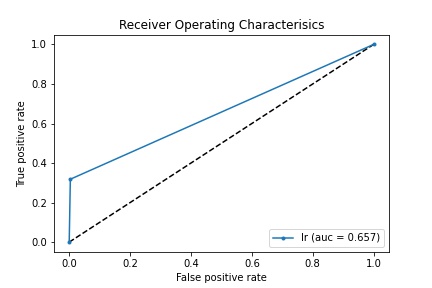 Receiver Operating Characterisics
True positive rate
1.0
0.8
0.6
0.4
0.2
0.0
lr (auc = 0.657)
0.0 0.2 0.4 0.6 0.8 1.0
False positive rate